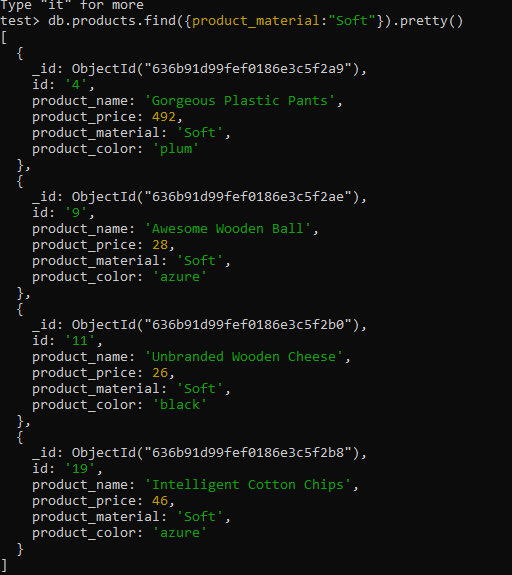 Type "it" for more
test> db.products.find({product_material:"Soft"}).pretty()
[
  {
    _id: ObjectId("636b91d99fef0186e3c5f2a9"),
    id: '4',
    product_name: 'Gorgeous Plastic Pants',
    product_price: 492,
    product_material: 'Soft',
    product_color: 'plum'
  },
  {
    _id: ObjectId("636b91d99fef0186e3c5f2ae"),
    id: '9',
    product_name: 'Awesome Wooden Ball',
    product_price: 28,
    product_material: 'Soft',
    product_color: 'azure'
  },
  {
    _id: ObjectId("636b91d99fef0186e3c5f2b0"),
    id: '11',
    product_name: 'Unbranded Wooden Cheese',
    product_price: 26,
    product_material: 'Soft',
    product_color: 'black'
  },
  {
    _id: ObjectId("636b91d99fef0186e3c5f2b8"),
    id: '19',
    product_name: 'Intelligent Cotton Chips',
    product_price: 46,
    product_material: 'Soft',
    product_color: 'azure'
  }
]